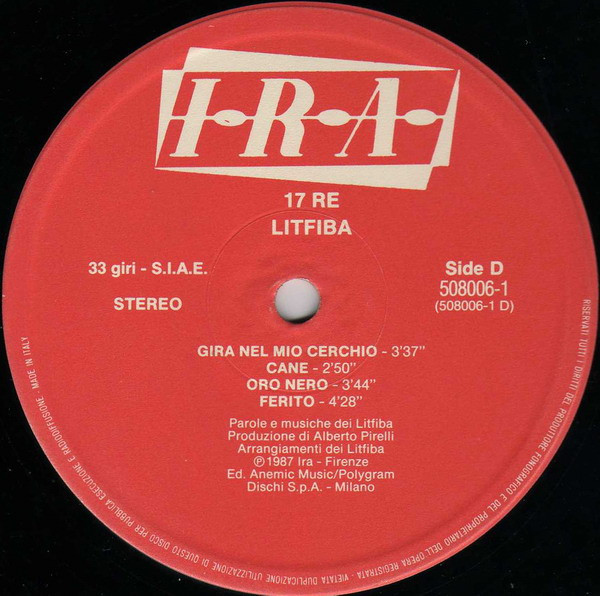 I·R·A·
17 RE
LITFIBA
33 giri - S.I.A.E.
STEREO
Side D
508006-1
(508006-1 D)
GIRA NEL MIO CERCHIO - 3'37"
CANE - 2'50"
ORO NERO - 3'44"
FERITO - 4'28"
Parole e musiche dei Litfiba
Produzione di Alberto Pirelli
Arrangiamenti dei Litfiba
Ⓟ 1987 Ira - Firenze
Ed. Anemic Music/Polygram
Dischi S.p.A. - Milano
RISERVATI TUTTI I DIRITTI DEL PRODUTTORE FONOGRAFICO E DEL PROPRIETARIO DELL OPERA REGISTRATA - VIETATA DUPLICAZIONE UTILIZZAZIONE DI QUESTO DISCO PER PUBBLICA ESECUZIONE E RADIODIFFUSIONE. MADE IN ITALY